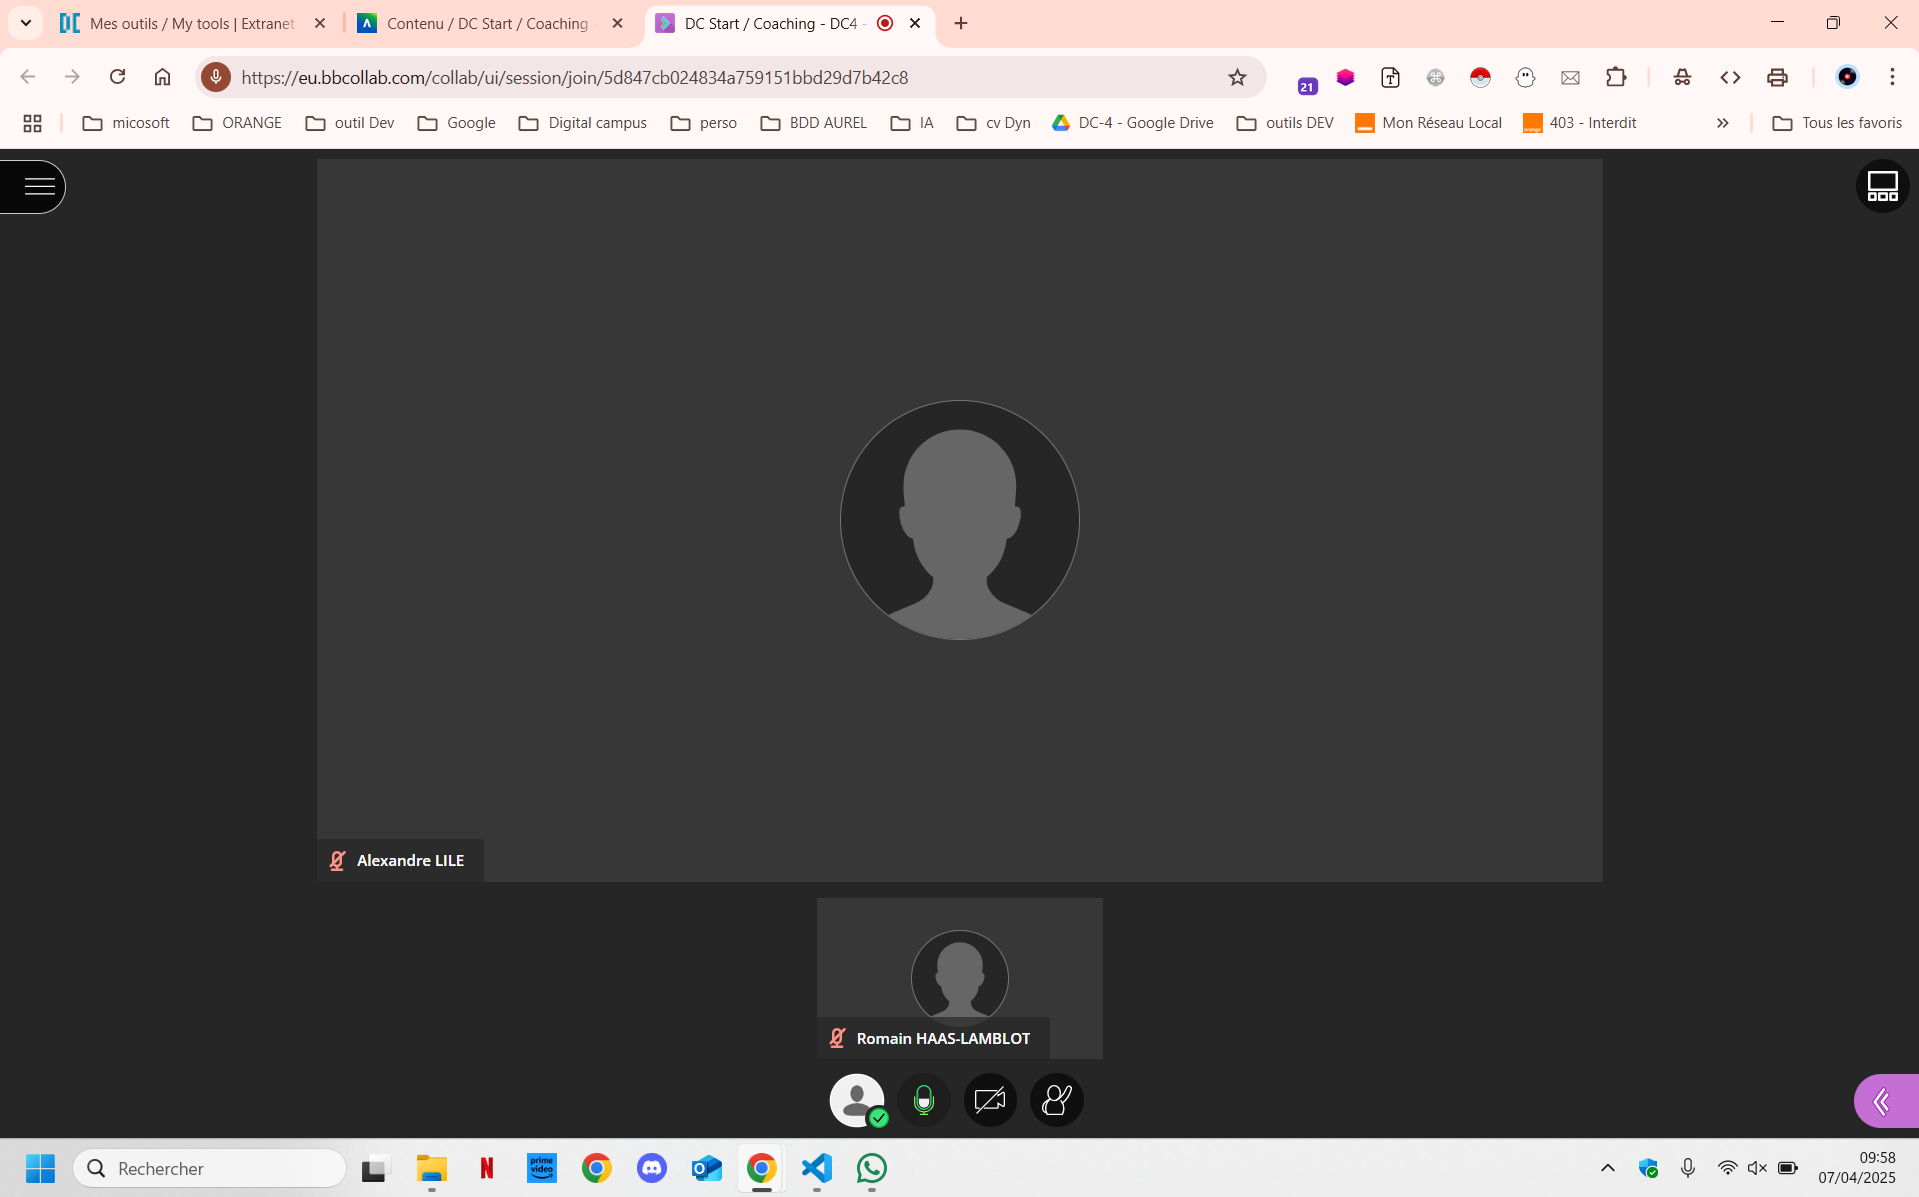 Mes outils / My tools | Extranet
Contenu / DC Start / Coaching
DC Start / Coaching - DC4 -
https://eu.bbcollab.com/collab/ui/session/join/5d847cb024834a759151bbd29d7b42c8
21
micosoft
ORANGE
outil Dev
Google
Digital campus
perso
BDD AUREL
IA
cv Dyn
DC-4 - Google Drive
outils DEV
Mon Réseau Local
403 - Interdit
Tous les favoris
Alexandre LILE
Romain HAAS-LAMBLOT
Rechercher
prime video
09:58
07/04/2025